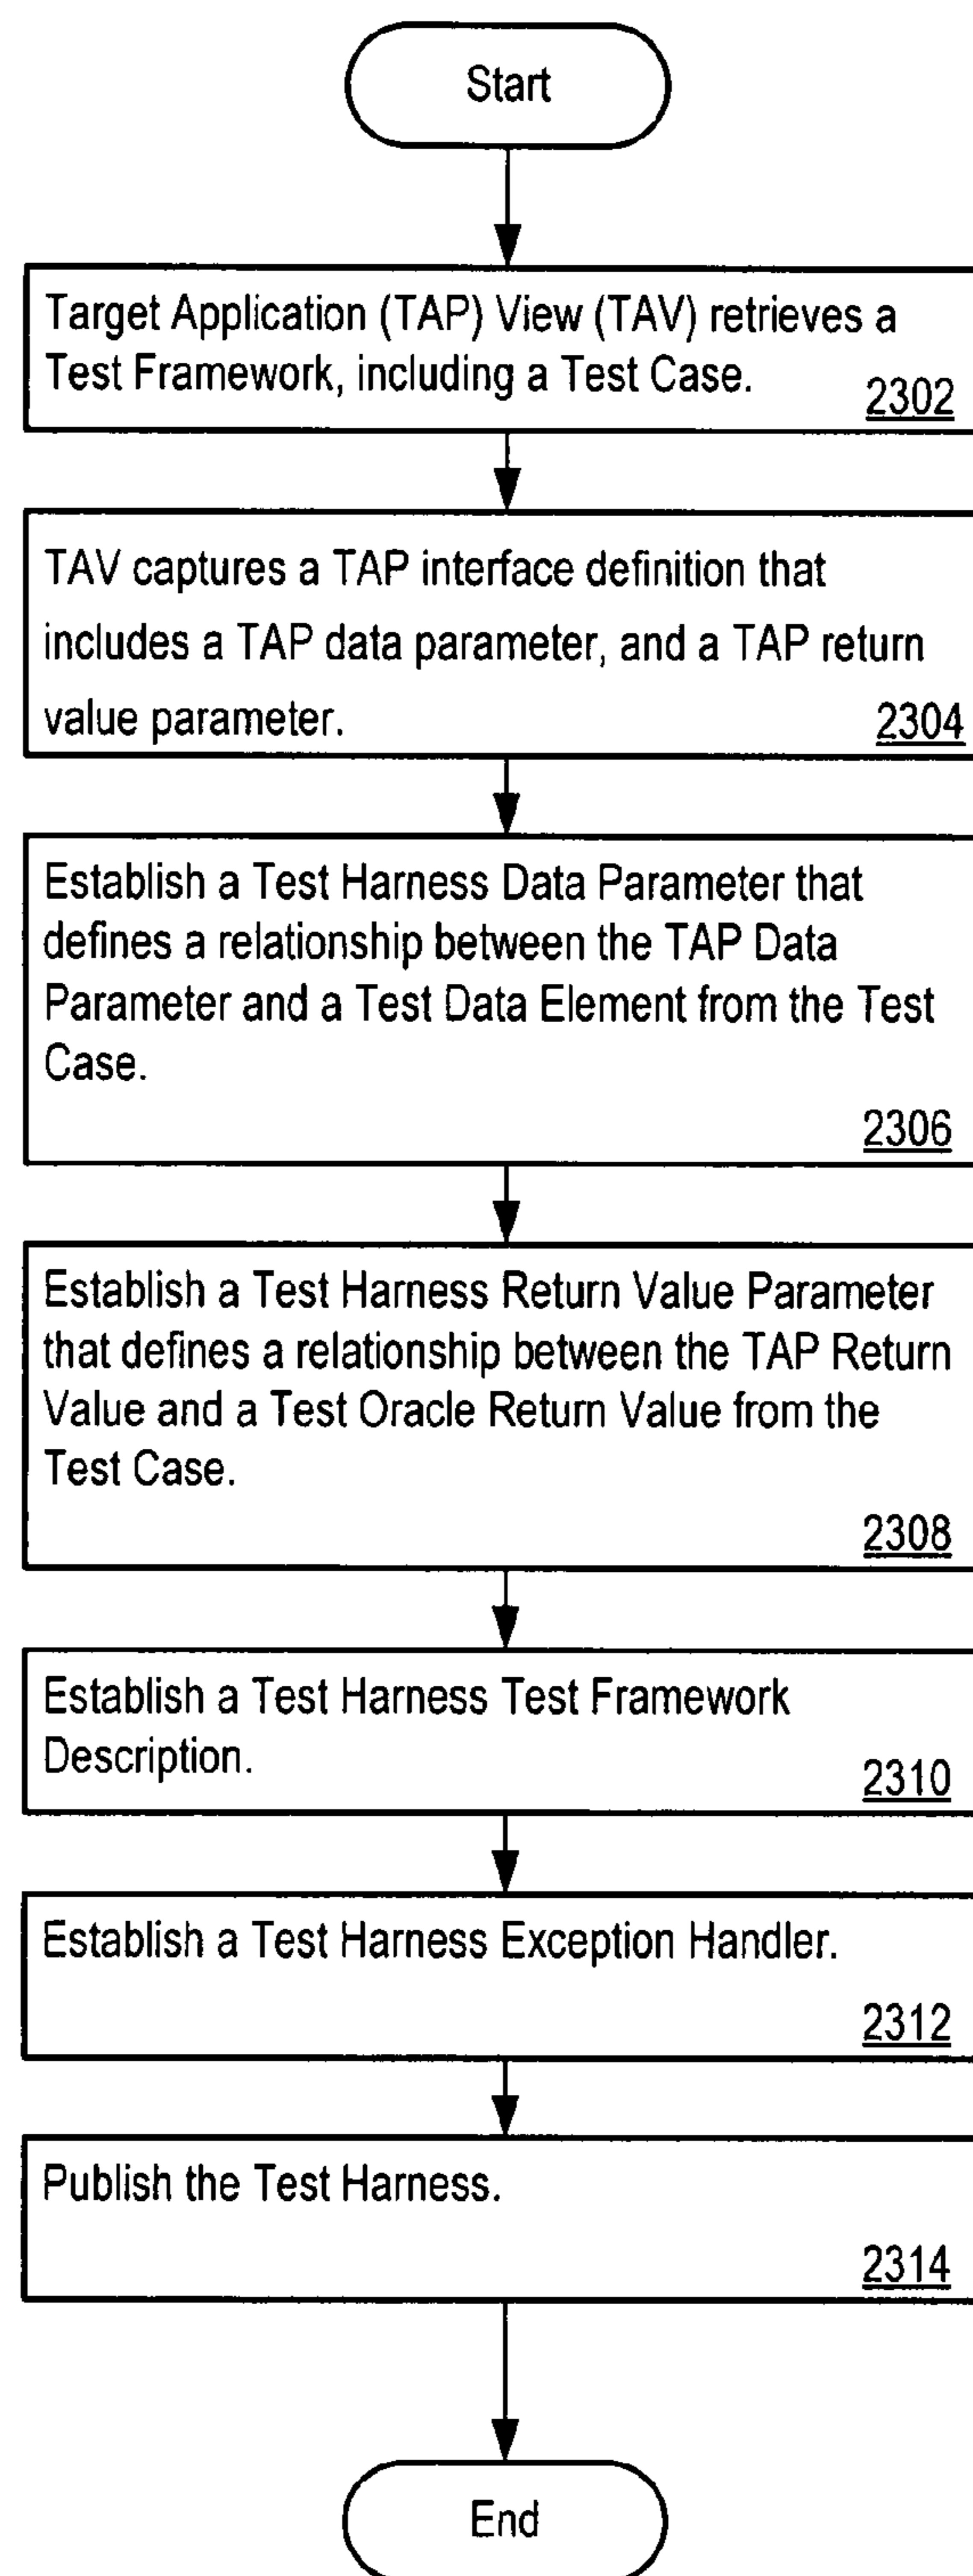 Start
Target Application (TAP) View (TAV) retrieves a
Test Framework, including a Test Case.
2302
TAV captures a TAP interface definition that
includes a TAP data parameter, and a TAP return
value parameter.
2304
Establish a Test Harness Data Parameter that
defines a relationship between the TAP Data
Parameter and a Test Data Element from the Test
Case.
2306
Establish a Test Harness Return Value Parameter
that defines a relationship between the TAP Return
Value and a Test Oracle Return Value from the
Test Case.
2308
Establish a Test Harness Test Framework
Description.
2310
Establish a Test Harness Exception Handler.
2312
Publish the Test Harness.
2314
End